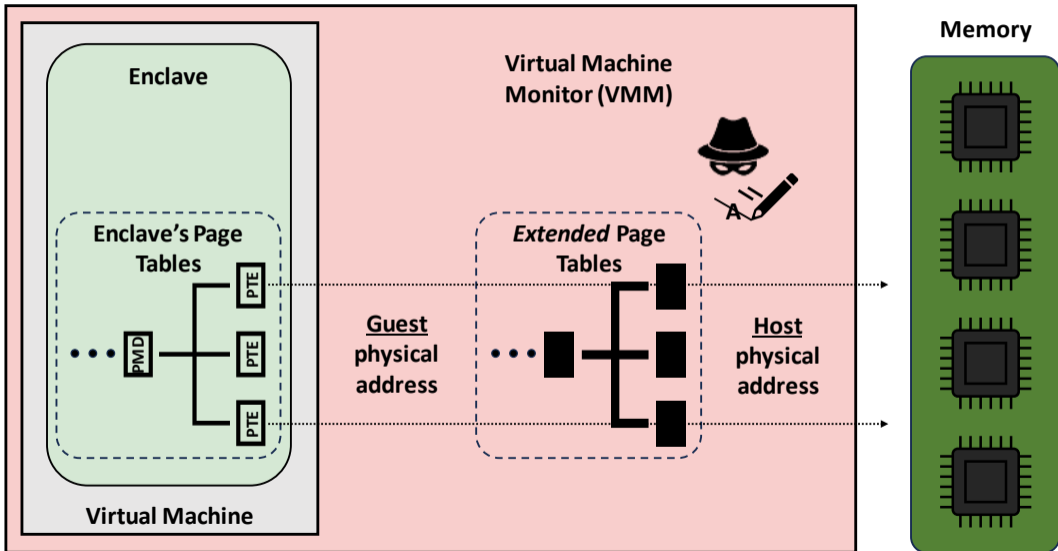 Enclave
Virtual Machine
Monitor (VMM)
Memory
A
Enclave's Page
Tables
PMD
PTE
PTE
PTE
Guest
physical
address
Extended Page
Tables
Host
physical
address
Virtual Machine